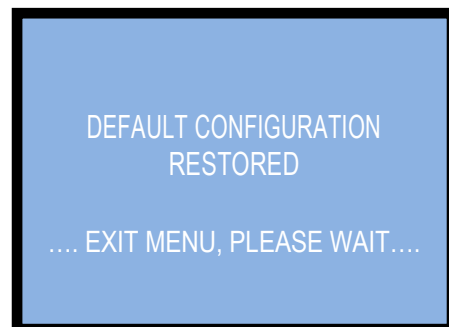 DEFAULT CONFIGURATION
RESTORED
.... EXIT MENU, PLEASE WAIT....